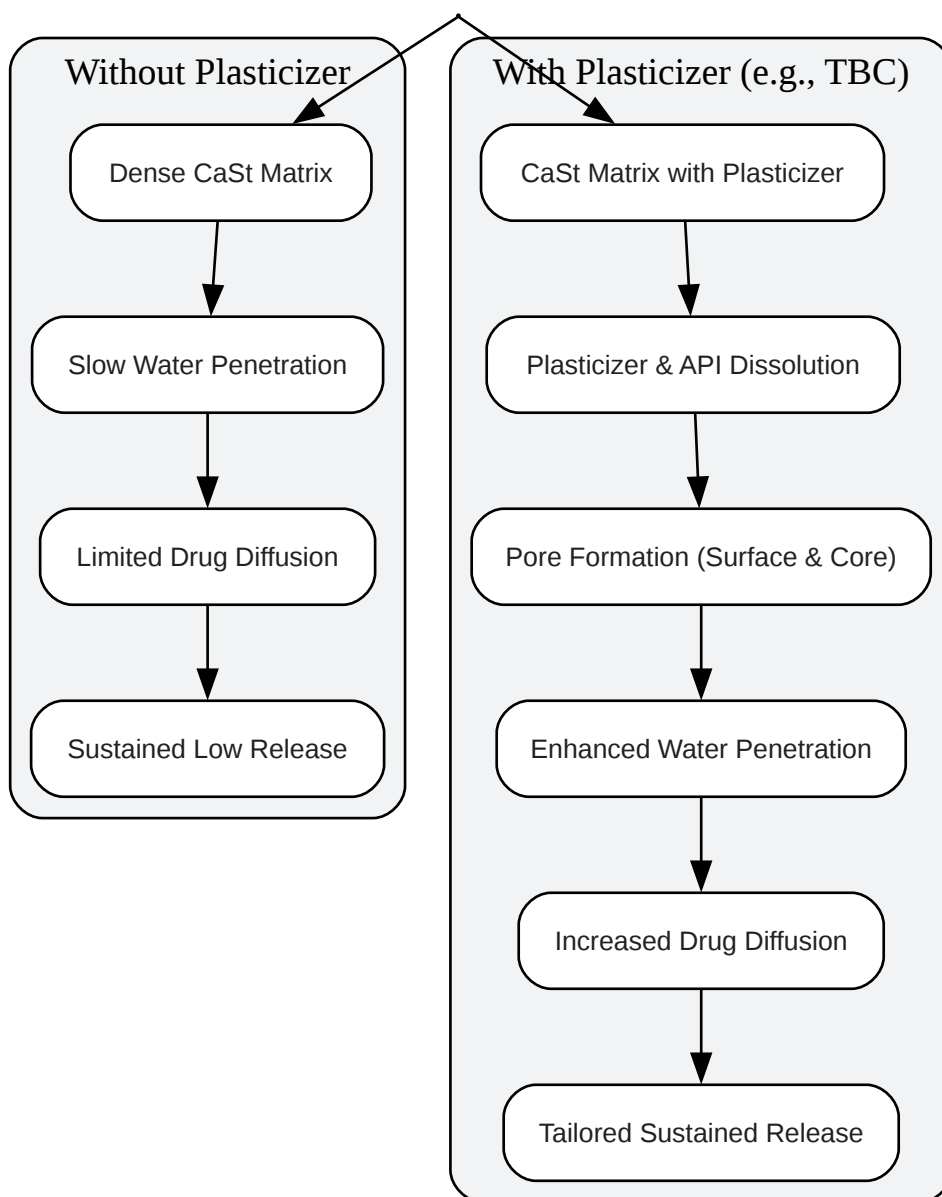 Without Plasticizer
Dense CaSt Matrix
Slow Water Penetration
Limited Drug Diffusion
Sustained Low Release
With Plasticizer (e.g., TBC)
CaSt Matrix with Plasticizer
Plasticizer & API Dissolution
Pore Formation (Surface & Core)
Enhanced Water Penetration
Increased Drug Diffusion
Tailored Sustained Release